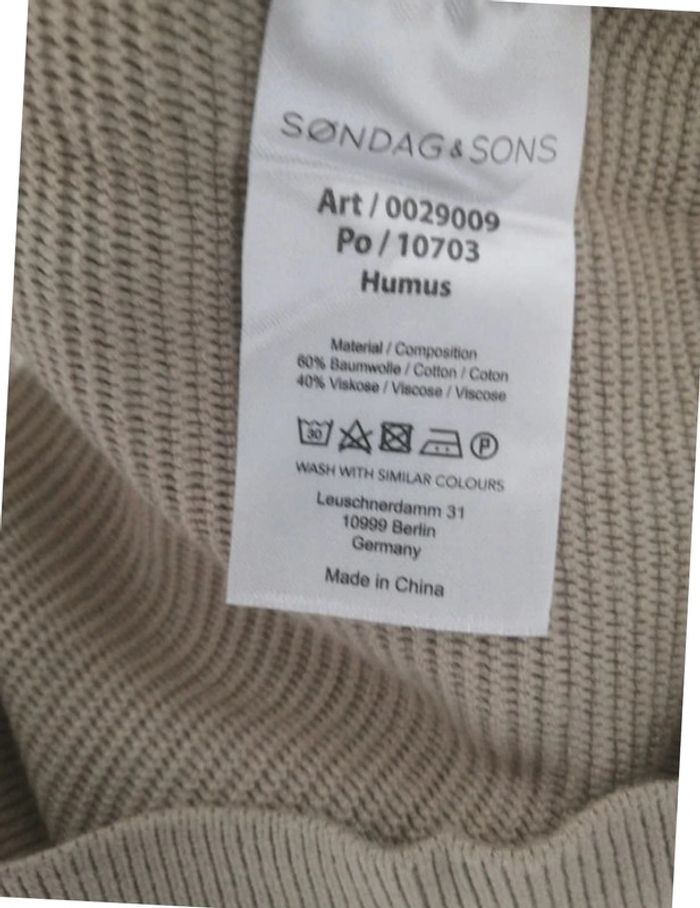 SØNDAG & SONS
Art / 0029009
Po / 10703
Humus
Material / Composition
60% Baumwolle / Cotton / Coton
40% Viskose / Viscose / Viscose
30 P
WASH WITH SIMILAR COLOURS
Leuschnerdamm 31
10999 Berlin
Germany
Made in China